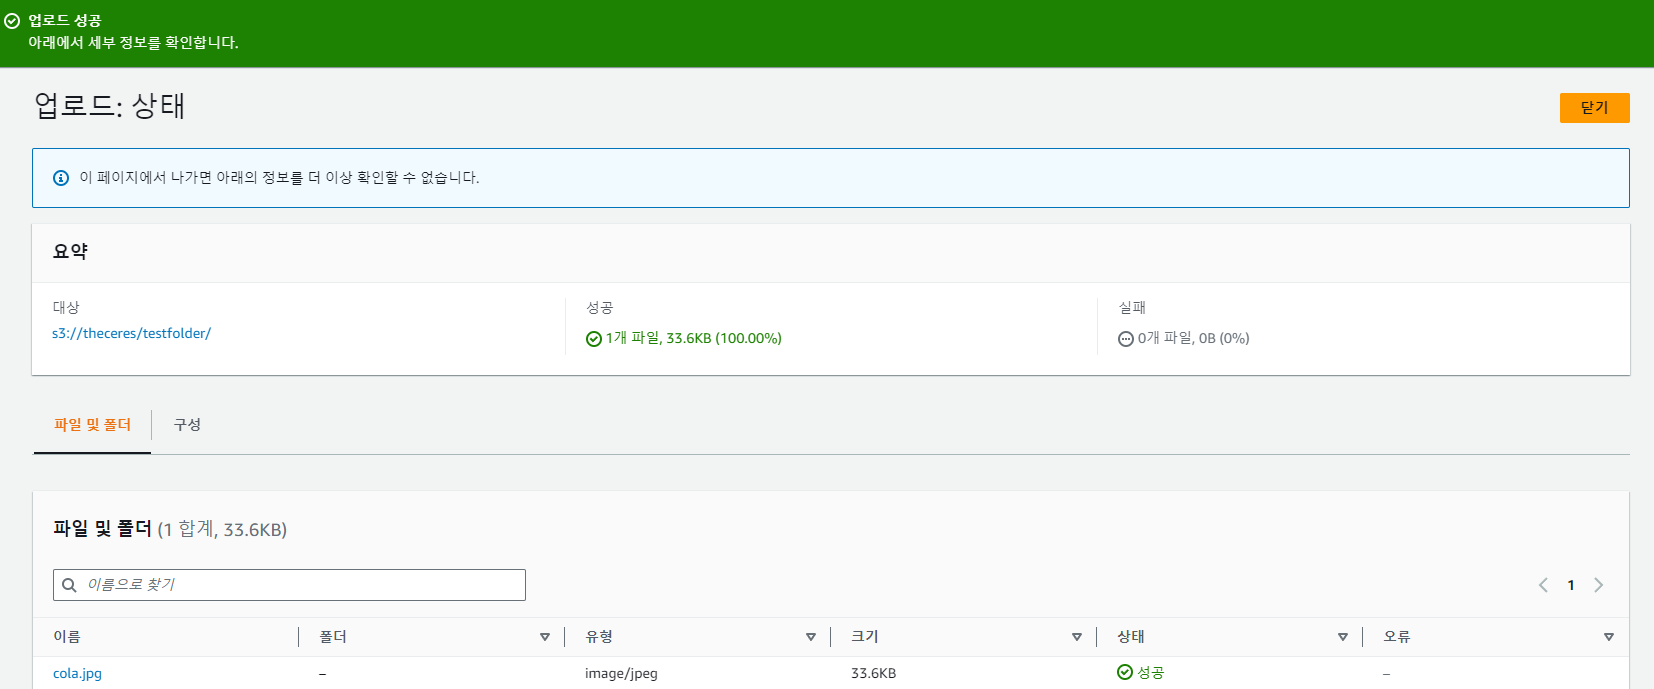 업로드 성공
아래에서 세부 정보를 확인합니다.
업로드: 상태
닫기
이 페이지에서 나가면 아래의 정보를 더 이상 확인할 수 없습니다.
요약
대상
s3://theceres/testfolder/
성공
1개 파일, 33.6KB (100.00%)
실패
0개 파일, 0B (0%)
파일 및 폴더
구성
파일 및 폴더 (1 합계, 33.6KB)
이름으로 찾기
1
이름 폴더 유형 크기 상태 오류
cola.jpg – image/jpeg 33.6KB 성공 –